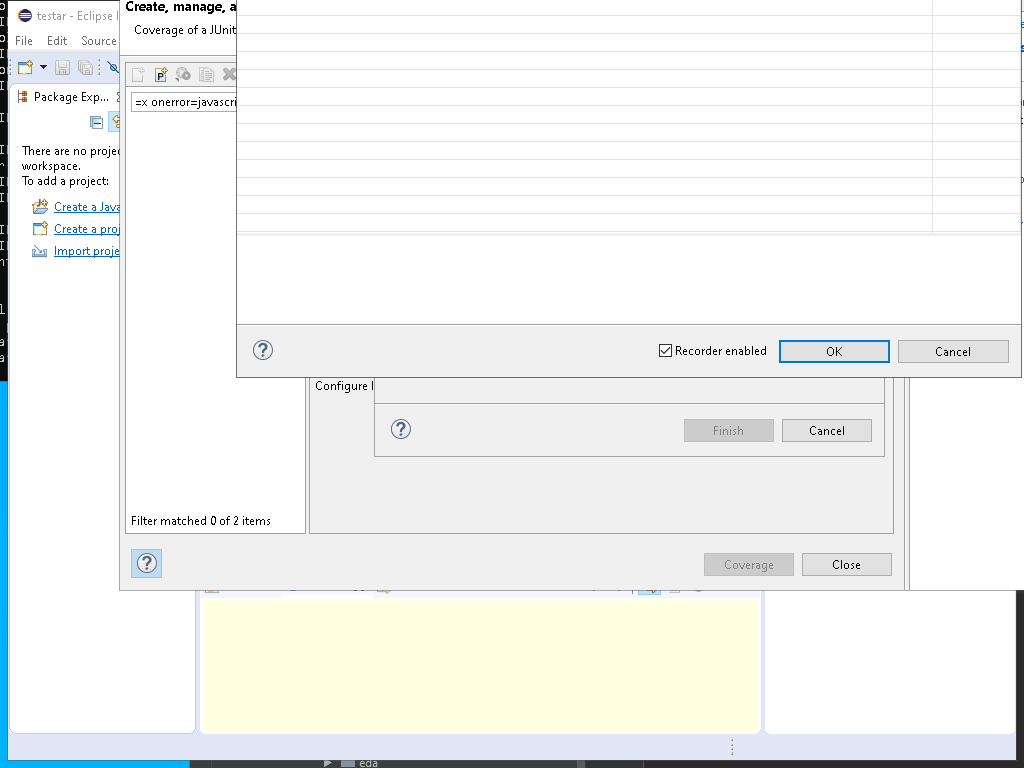 testar - Eclipse I
Create, manage, a
File Edit Source
Coverage of a JUnit
P
Package Exp...
=x onerror=javascri
There are no projec
workspace.
To add a project:
Create a Java
Create a proj
Import proje
? Recorder enabled OK Cancel
Configure l
? Finish Cancel
Filter matched 0 of 2 items
? Coverage Close
eda